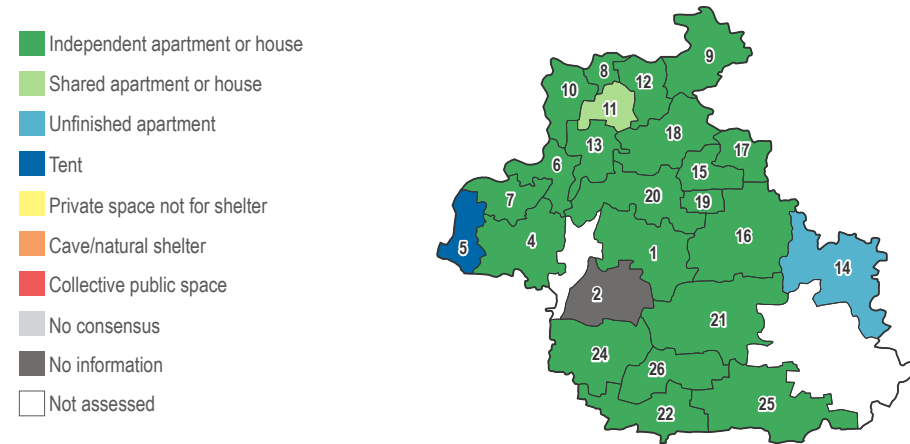 Independent apartment or house
Shared apartment or house
Unfinished apartment
Tent
Private space not for shelter
Cave/natural shelter
Collective public space
No consensus
No information
Not assessed
9
8
12
10
11
18
13
17
6
15
7
20
19
4
16
5
1
14
2
21
24
26
25
22